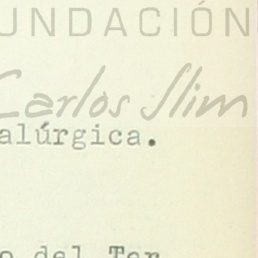 UNDACIÓN
Carlos Slim
alúrgica.
o del Ter